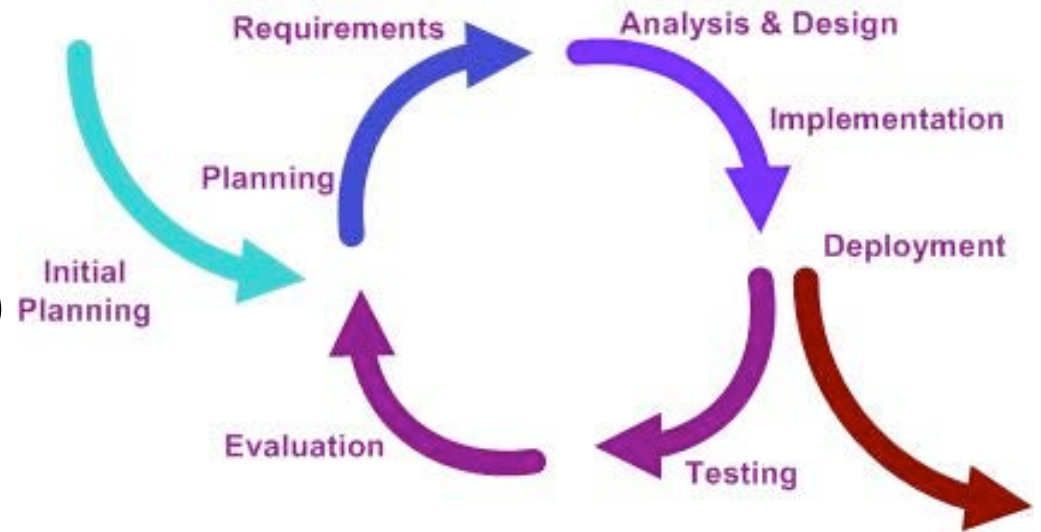 Requirements
Analysis & Design
Implementation
Planning
Deployment
Initial
Planning
)
Evaluation
Testing